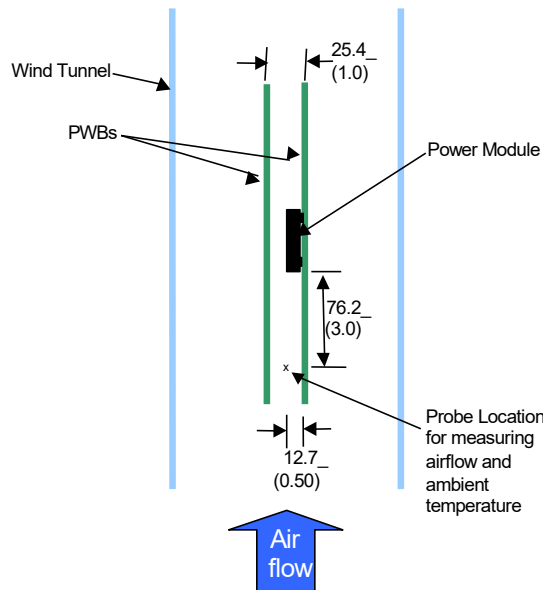 25.4_
(1.0)
Wind Tunnel
PWBs
Power Module
76.2_
(3.0)
x
Probe Location
for measuring
airflow and
ambient
temperature
12.7_
(0.50)
Air
flow